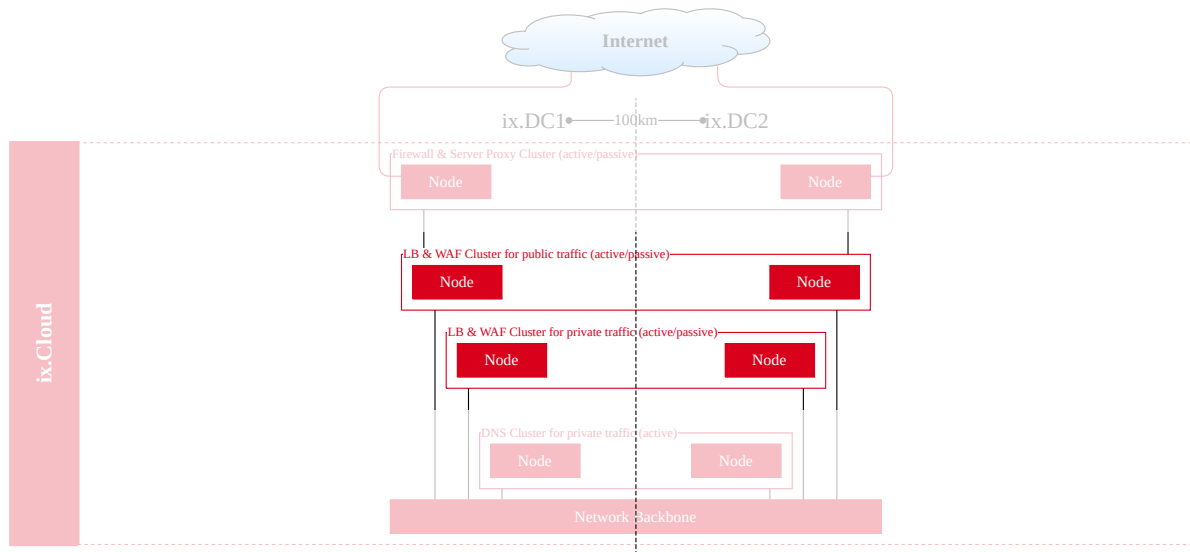 Internet
ix.DC1
100km
ix.DC2
Firewall & Server Proxy Cluster (active/passive)
Node
Node
LB & WAF Cluster for public traffic (active/passive)
Node
Node
LB & WAF Cluster for private traffic (active/passive)
Node
Node
DNS Cluster for private traffic (active)
Node
Node
Network Backbone
ix.Cloud